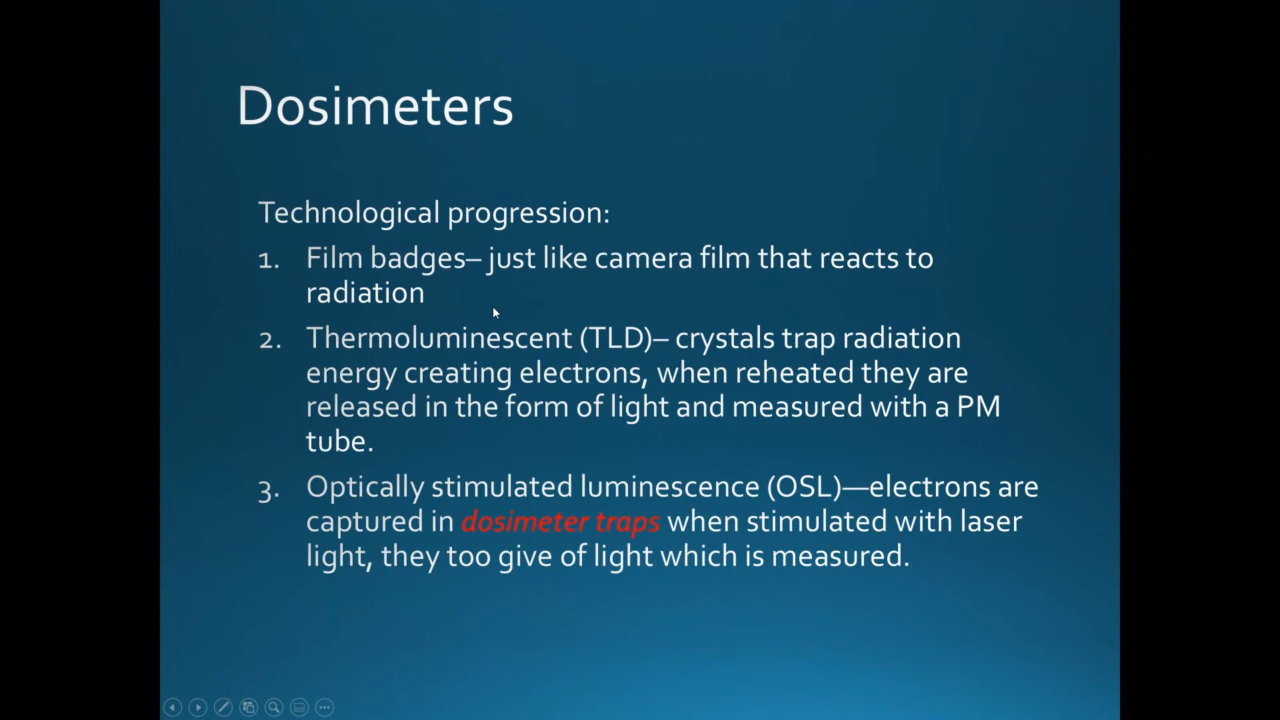 Dosimeters
Technological progression:
1. Film badges– just like camera film that reacts to
radiation
2. Thermoluminescent (TLD)– crystals trap radiation
energy creating electrons, when reheated they are
released in the form of light and measured with a PM
tube.
3. Optically stimulated luminescence (OSL)—electrons are
captured in dosimeter traps when stimulated with laser
light, they too give of light which is measured.